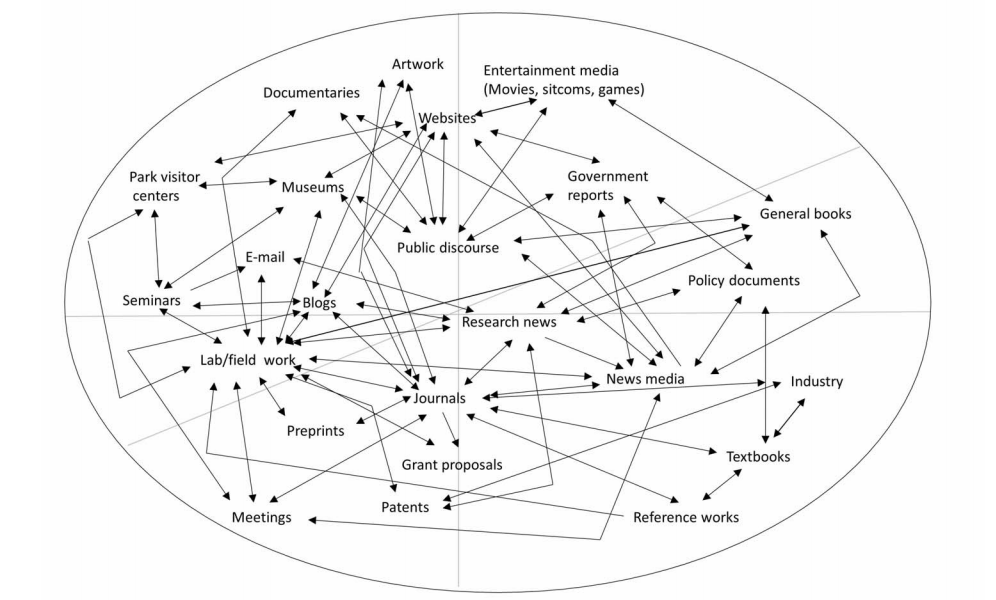 Artwork
Entertainment media
(Movies, sitcoms, games)
Documentaries
Websites
Park visitor
centers
Museums
Government
reports
General books
Public discourse
E-mail
Policy documents
Seminars
Blogs
Research news
Lab/field work
News media
Industry
Journals
Preprints
Grant proposals
Textbooks
Patents
Meetings
Reference works